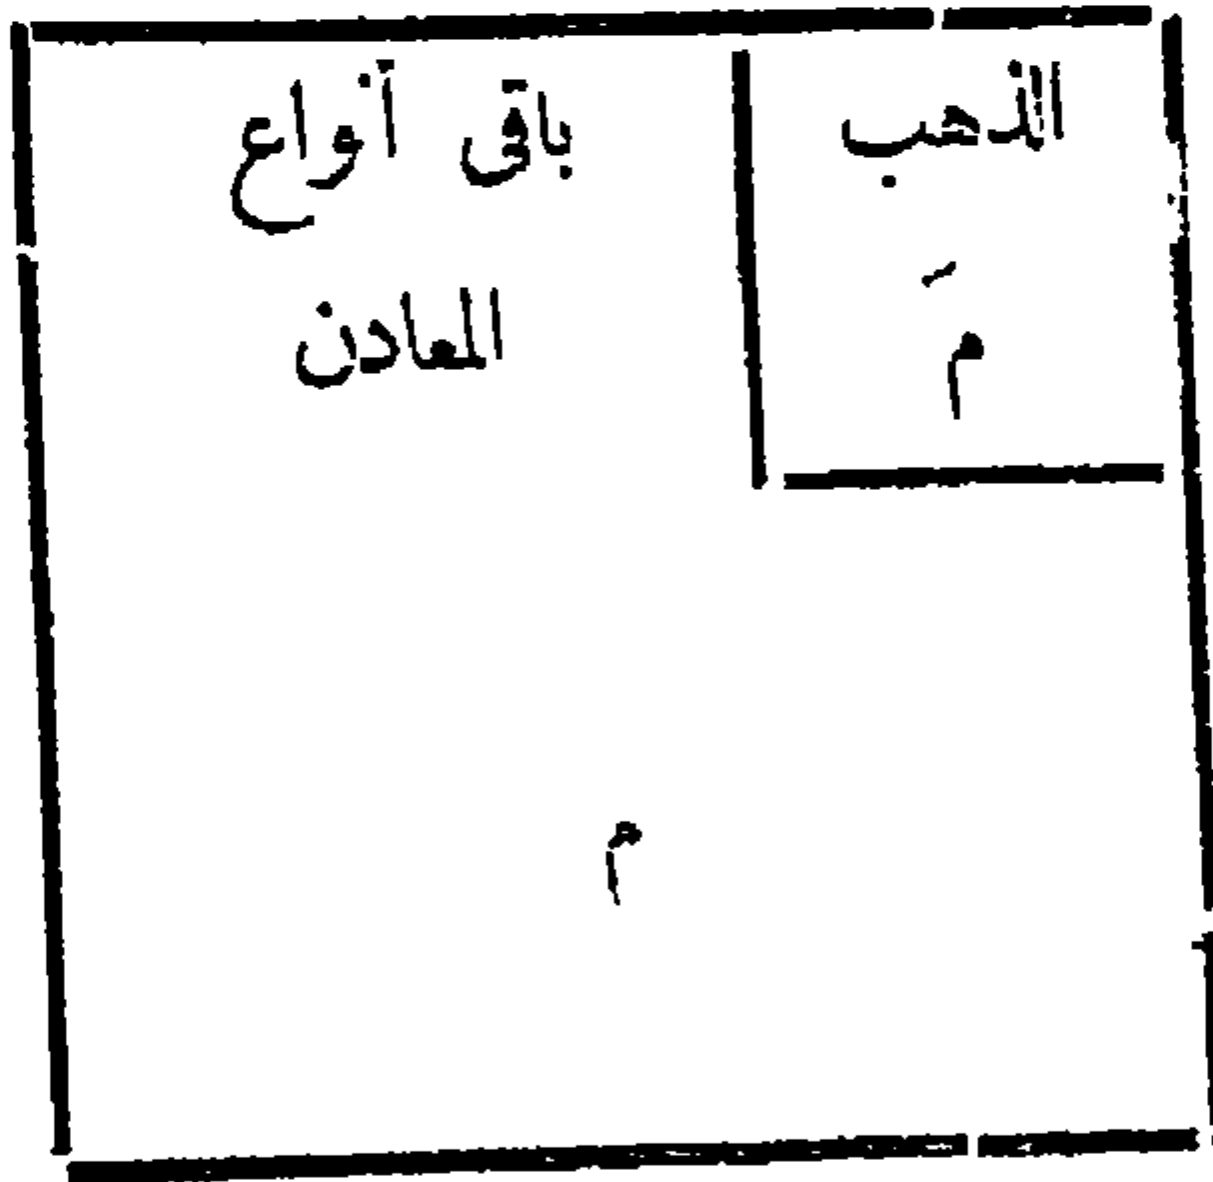 الذهب
مَ
باقى أنواع
المعادن
م